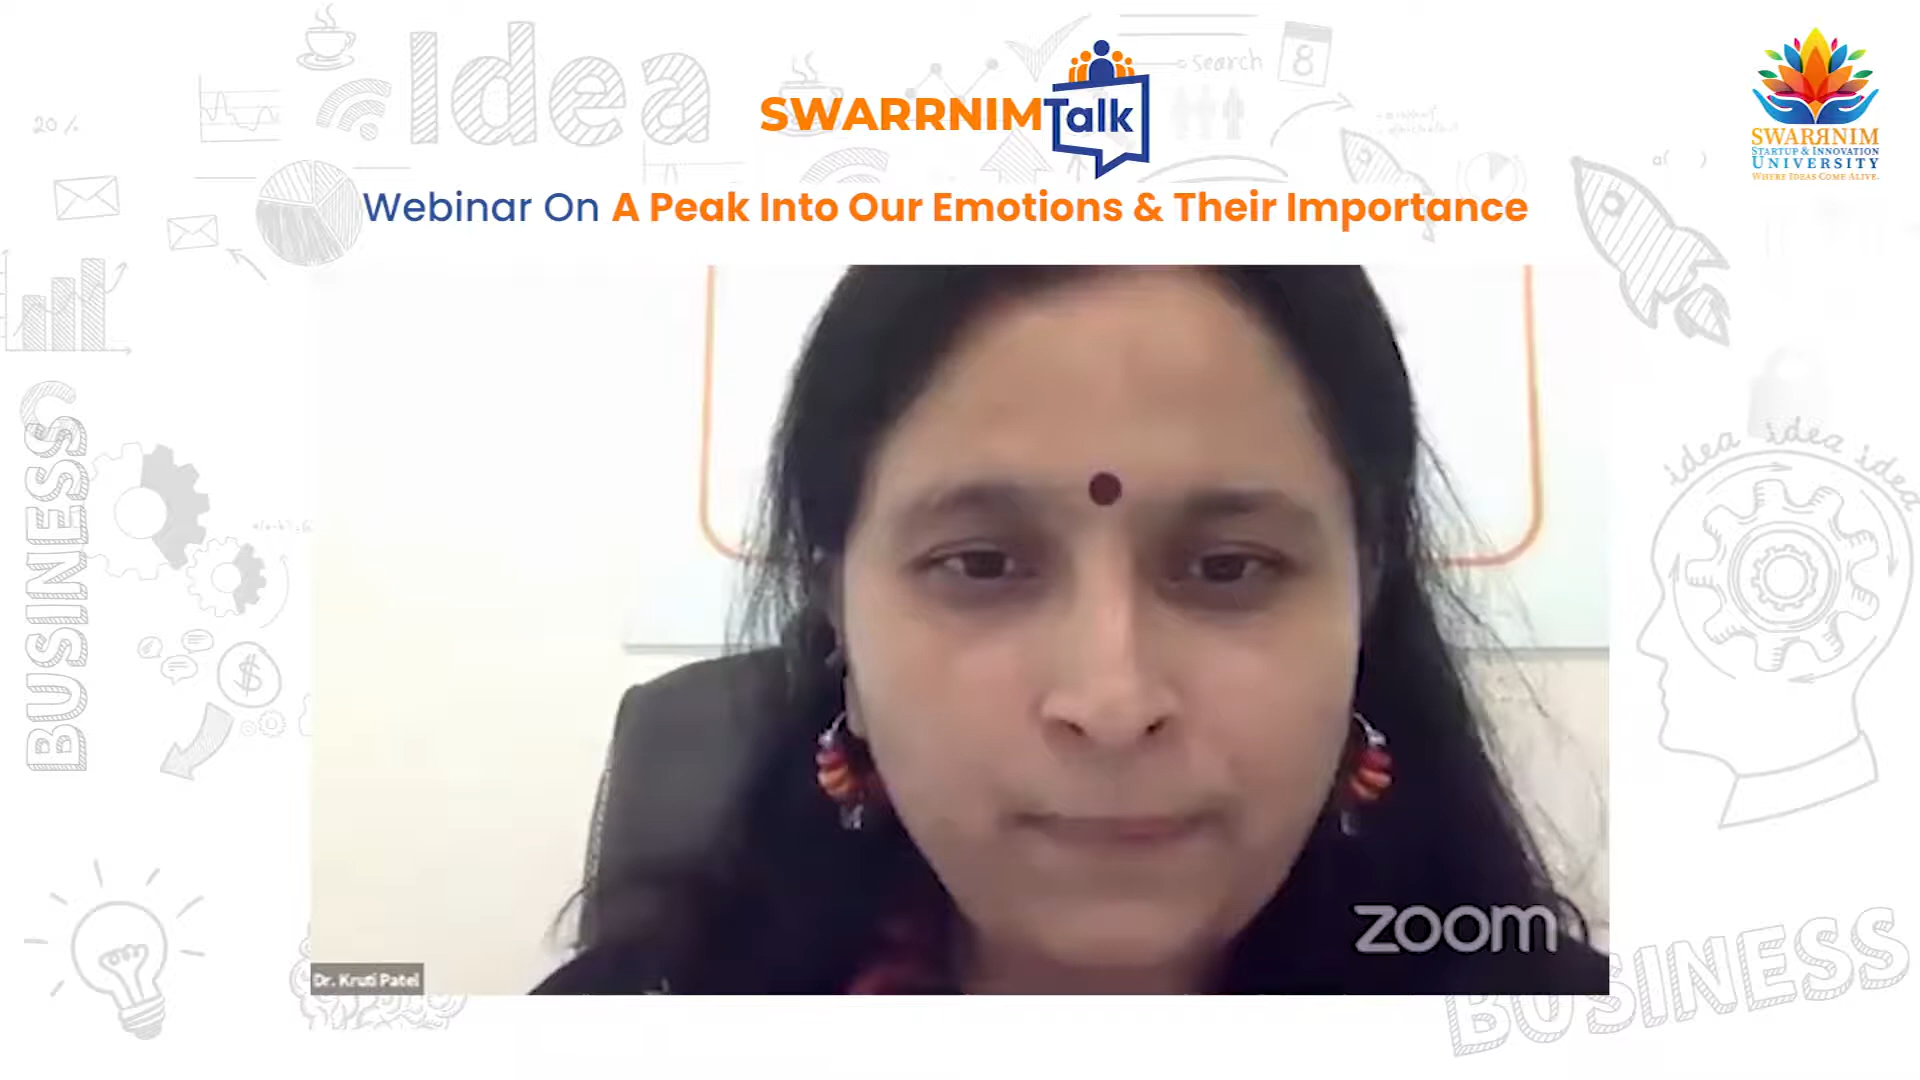 Idea
search
8
20 %
SWARRNIM Talk
SWARRNIM
STARTUP & INNOVATION
UNIVERSITY
WHERE IDEAS COME ALIVE.
Webinar On A Peak Into Our Emotions & Their Importance
BUSINESS
idea idea idea
$
zoom
Dr. Kruti Patel
BUSINESS